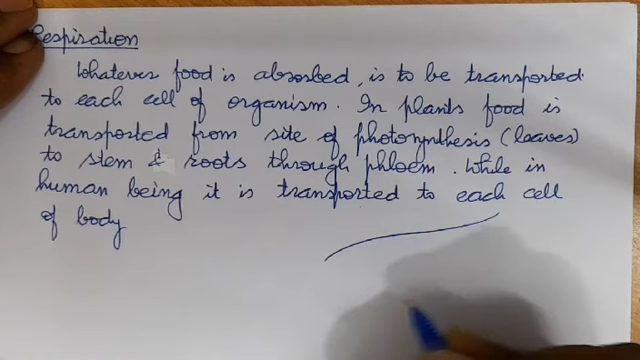 Respiration
Whatever food is absorbed, is to be transported
to each cell of organism. In plants food is
transported from site of photosynthesis (leaves)
to stem & roots through phloem. While in
human being it is transported to each cell
of body